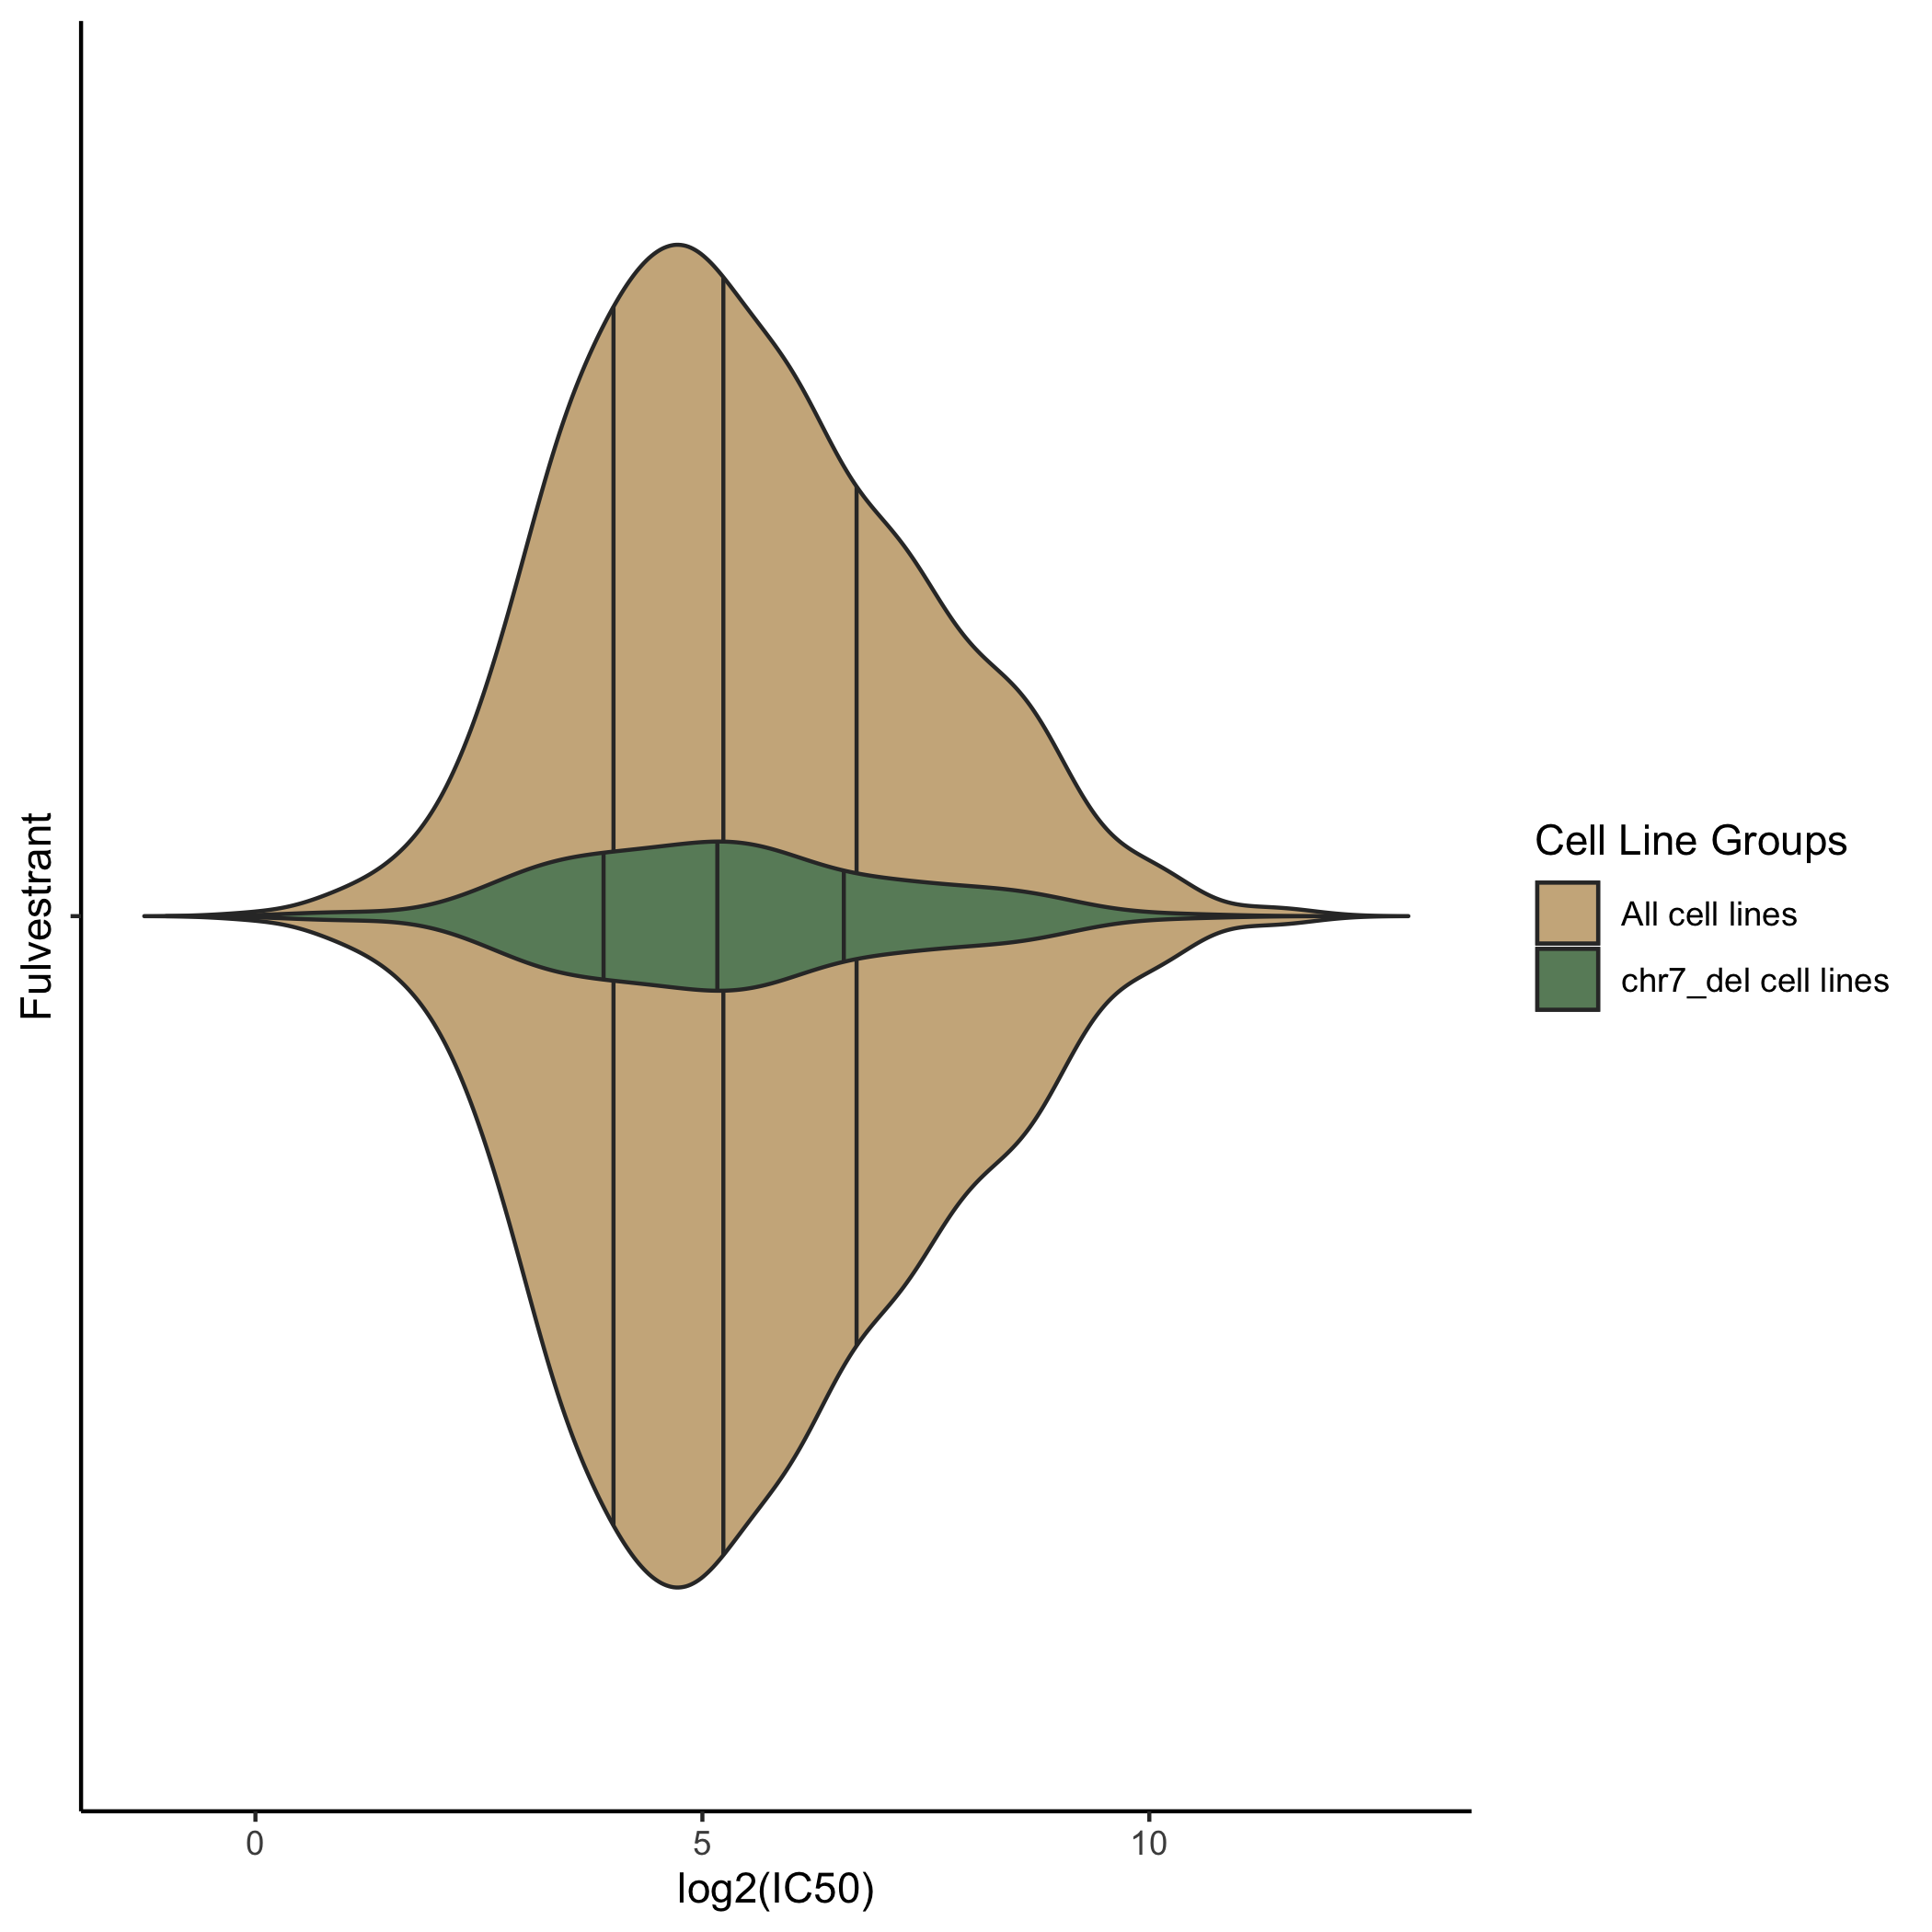 Fulvestrant
Cell Line Groups
All cell lines
chr7_del cell lines
0 5 10
log2(IC50)